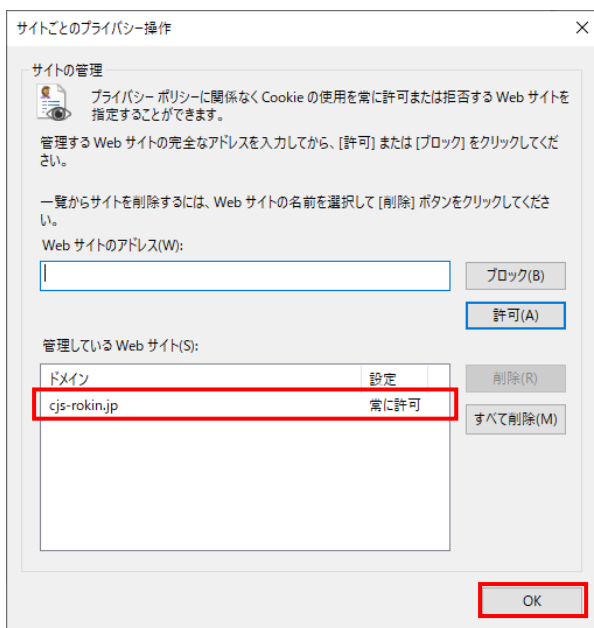 サイトごとのプライバシー操作
サイトの管理
プライバシー ポリシーに関係なく Cookie の使用を常に許可または拒否する Web サイトを
指定することができます。
管理する Web サイトの完全なアドレスを入力してから、[許可] または [ブロック] をクリックしてくだ
さい。
一覧からサイトを削除するには、Web サイトの名前を選択して [削除] ボタンをクリックしてくださ
い。
Web サイトのアドレス(W):
ブロック(B)
許可(A)
管理している Web サイト(S):
ドメイン 設定
削除(R)
cjs-rokin.jp 常に許可
すべて削除(M)
OK